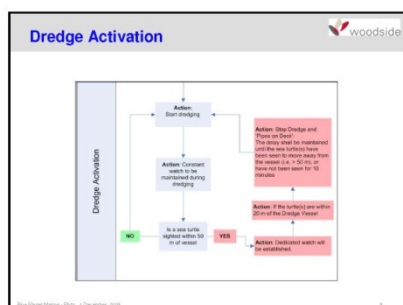 Dredge Activation
woodside
Dredge Activation
Action:
Start dredging
Action: Constant
watch to be
maintained during
dredging
Is a sea turtle
sighted within
m of vessel
NO
YES
Action: Dedicated watch will
be established.
Action: If the turtle(s) are within
20 m of the Dredge Vessel
Action: Stop Dredge and
"Pipes on Deck".
The delay shall be maintained
until the sea turtle(s) have
been seen to move away from
the vessel (i.e. > 50 m), or
have not been seen for 10
minutes